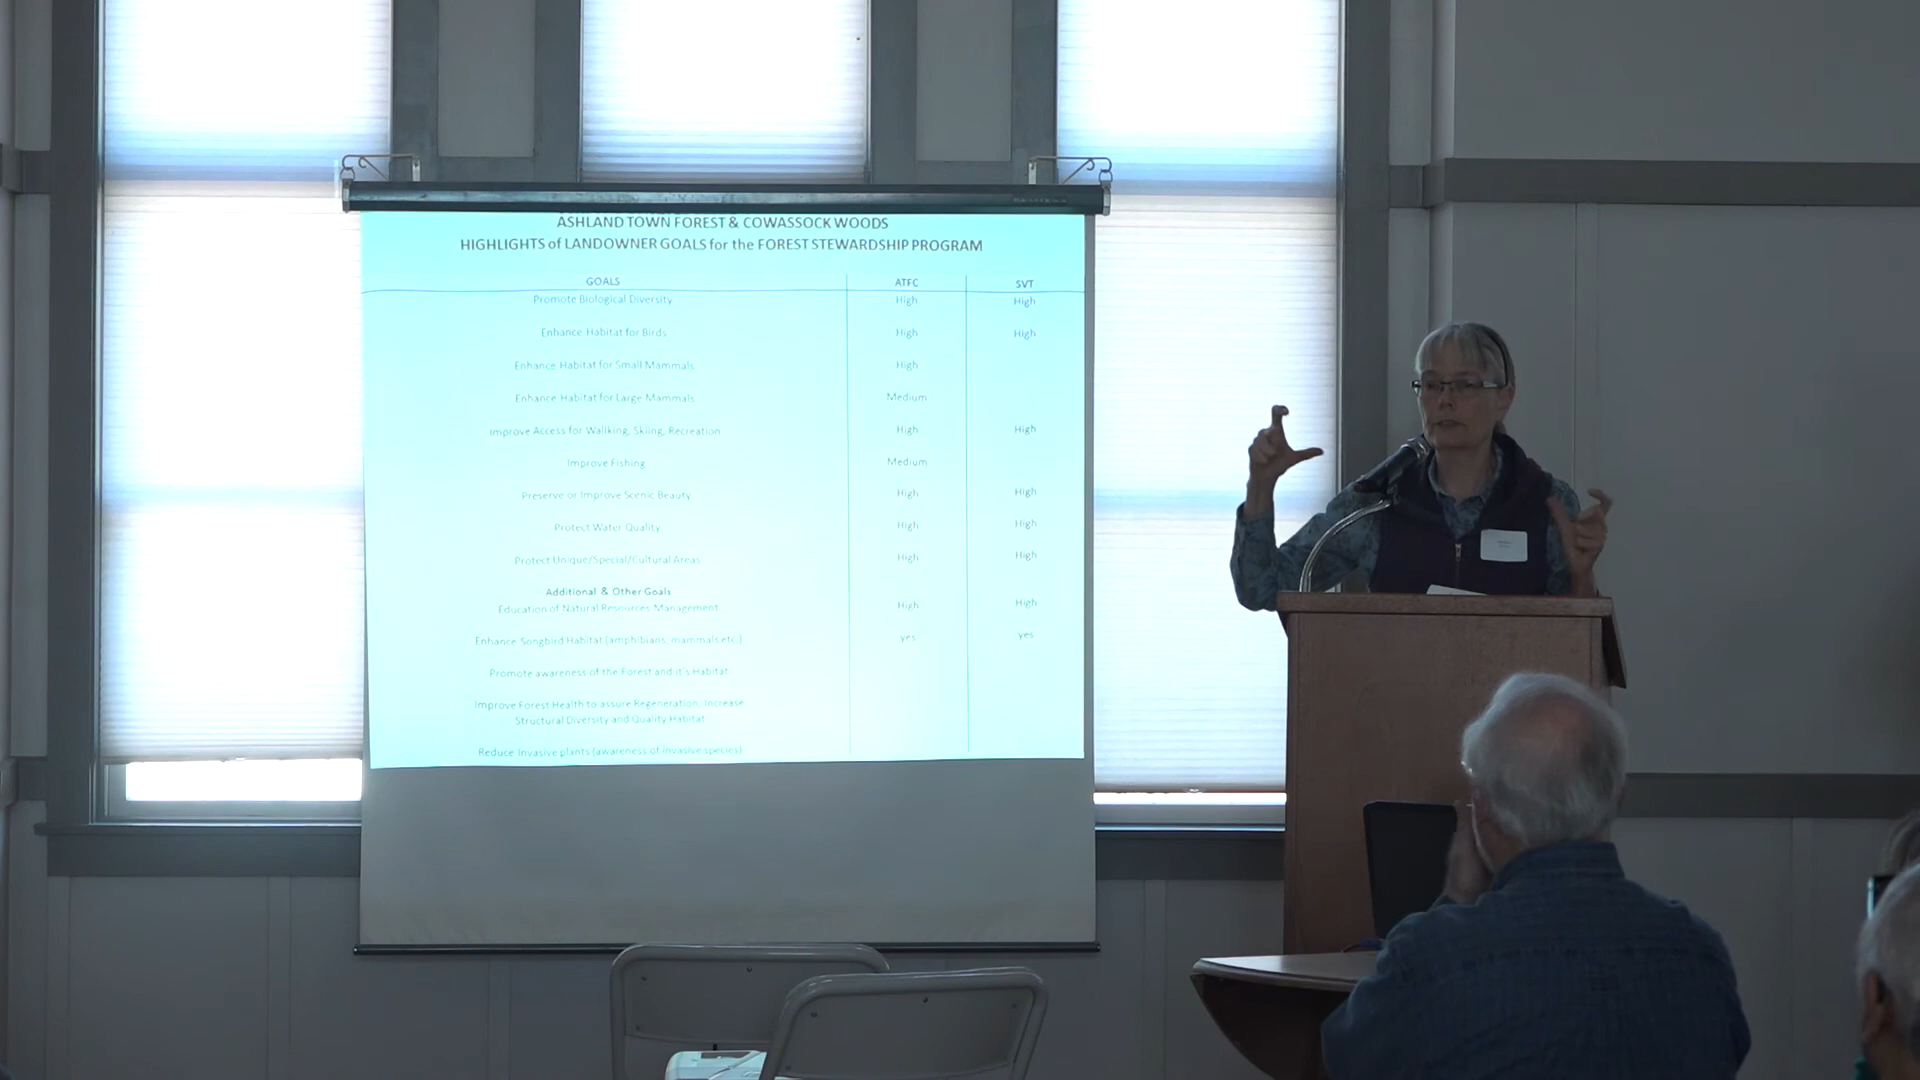 ASHLAND TOWN FOREST & COWASSOCK WOODS
HIGHLIGHTS of LANDOWNER GOALS for the FOREST STEWARDSHIP PROGRAM
GOALS ATFC SVT
Promote Biological Diversity High High
Enhance Habitat for Birds High High
Enhance Habitat for Small Mammals High
Enhance Habitat for Large Mammals Medium
Improve Access for Wallking, Skiing, Recreation High High
Improve Fishing Medium
Preserve or Improve Scenic Beauty High High
Protect Water Quality High High
Protect Unique/Special/Cultural Areas High High
Additional & Other Goals
Education of Natural Resources Management High High
Enhance Songbird Habitat (amphibians, mammals etc.) yes yes
Promote awareness of the Forest and it's Habitat
Improve Forest Health to assure Regeneration, Increase
Structural Diversity and Quality Habitat
Reduce Invasive plants (awareness of invasive species)